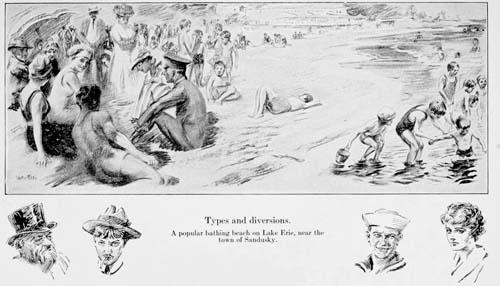 Types and diversions.
A popular bathing beach on Lake Erie, near the
town of Sandusky.